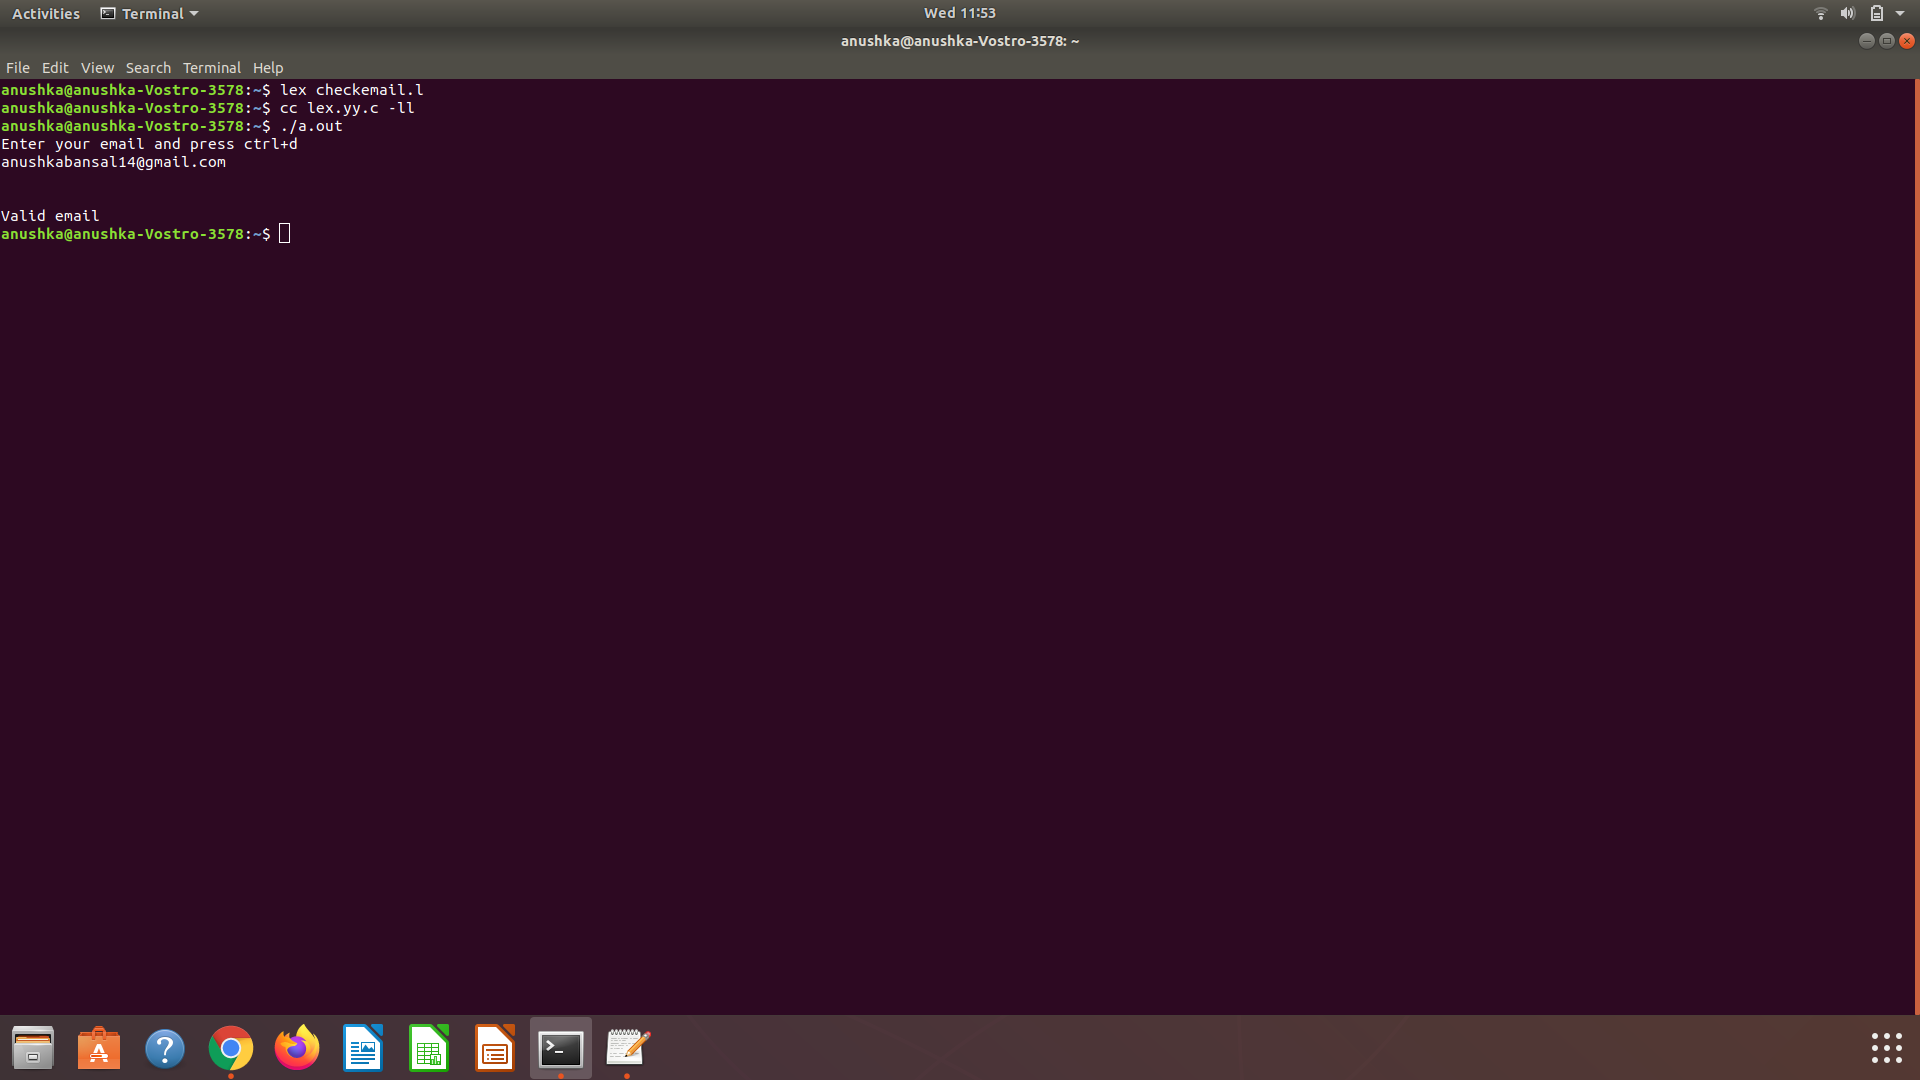 Activities Terminal Wed 11:53
anushka@anushka-Vostro-3578: ~
File Edit View Search Terminal Help
anushka@anushka-Vostro-3578:~$ lex checkemail.l
anushka@anushka-Vostro-3578:~$ cc lex.yy.c -ll
anushka@anushka-Vostro-3578:~$ ./a.out
Enter your email and press ctrl+d
anushkabansal14@gmail.com
Valid email
anushka@anushka-Vostro-3578:~$